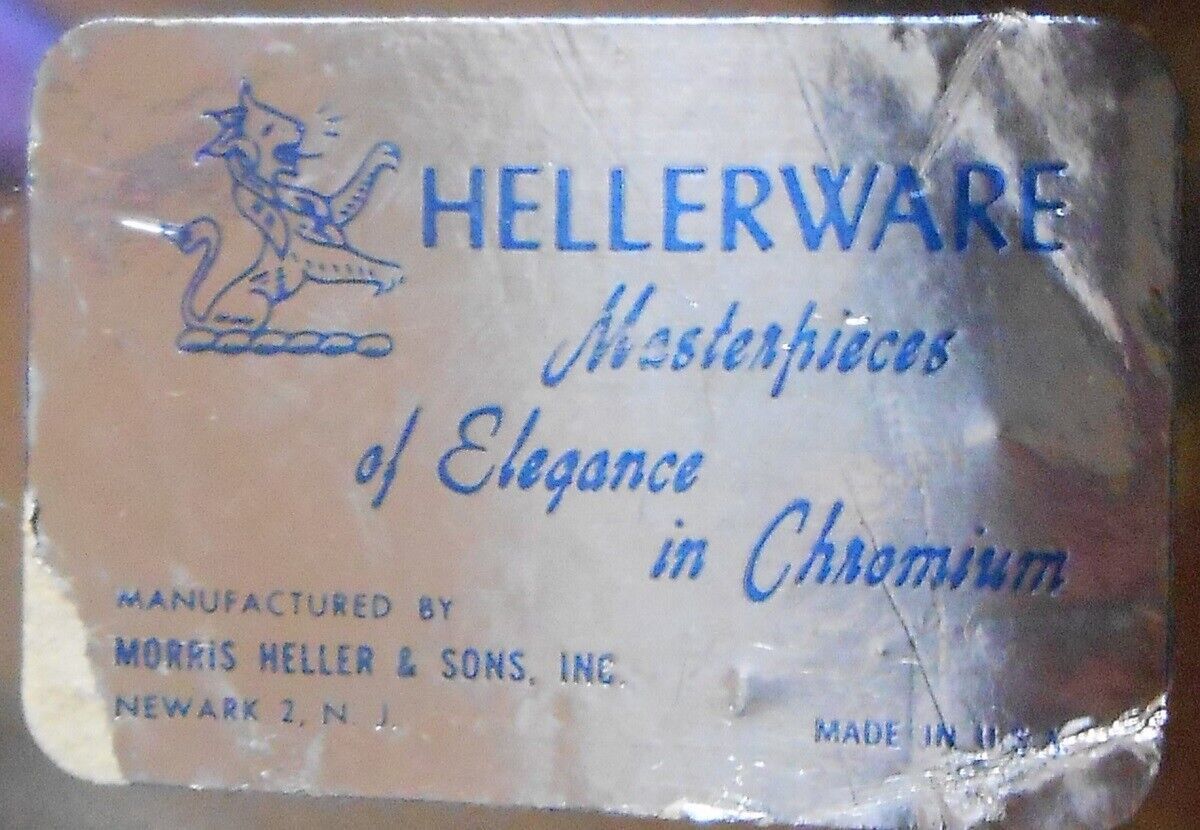 HELLERWARE
Masterpieces
of Elegance
in Chromium
MANUFACTURED BY
MORRIS HELLER & SONS, INC.
NEWARK 2, N. J.
MADE IN U.S.A.